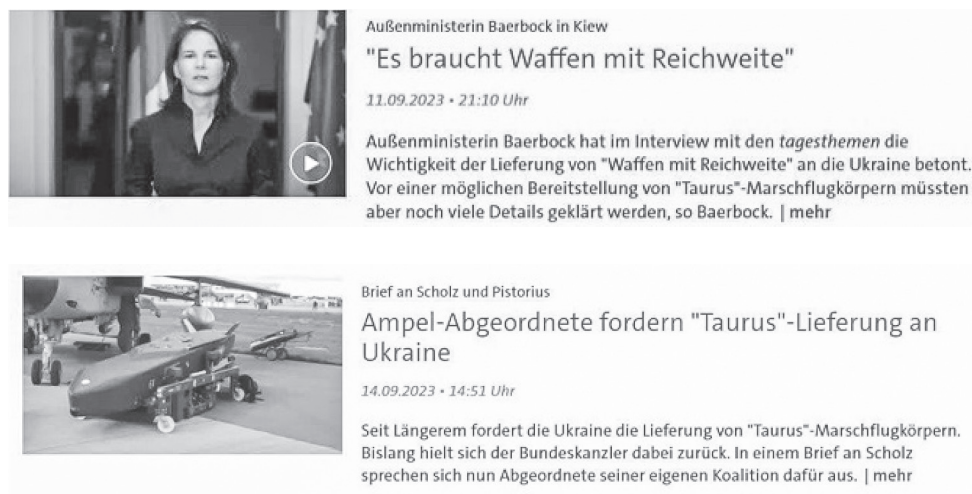 Außenministerin Baerbock in Kiew
"Es braucht Waffen mit Reichweite"
11.09.2023 • 21:10 Uhr
Außenministerin Baerbock hat im Interview mit den tagesthemen die
Wichtigkeit der Lieferung von "Waffen mit Reichweite" an die Ukraine betont.
Vor einer möglichen Bereitstellung von "Taurus"-Marschflugkörpern müssten
aber noch viele Details geklärt werden, so Baerbock. | mehr
Brief an Scholz und Pistorius
Ampel-Abgeordnete fordern "Taurus"-Lieferung an
Ukraine
14.09.2023 • 14:51 Uhr
Seit Längerem fordert die Ukraine die Lieferung von "Taurus"-Marschflugkörpern.
Bislang hielt sich der Bundeskanzler dabei zurück. In einem Brief an Scholz
sprechen sich nun Abgeordnete seiner eigenen Koalition dafür aus. | mehr